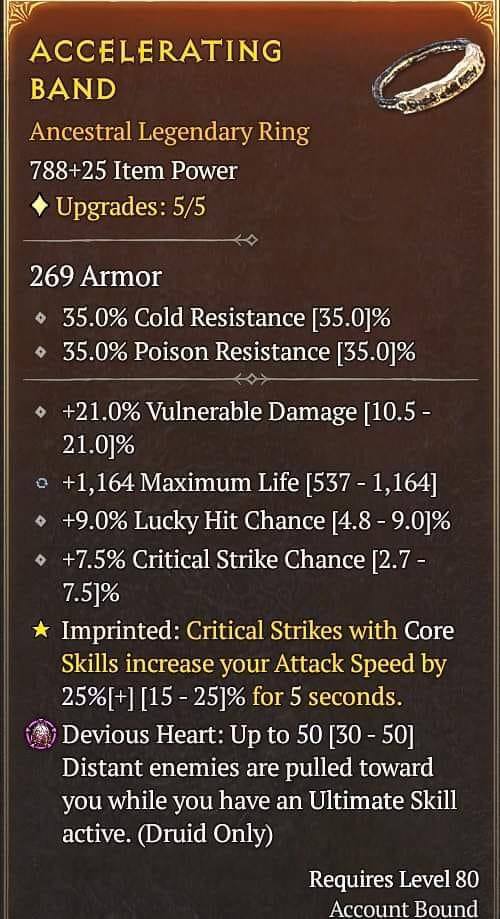 ACCELERATING
BAND
Ancestral Legendary Ring
788+25 Item Power
Upgrades: 5/5
269 Armor
35.0% Cold Resistance [35.0]%
35.0% Poison Resistance [35.0]%
+21.0% Vulnerable Damage [10.5 -
21.0]%
+1,164 Maximum Life [537 - 1,164]
+9.0% Lucky Hit Chance [4.8 - 9.0]%
+7.5% Critical Strike Chance [2.7 -
7.5]%
Imprinted: Critical Strikes with Core
Skills increase your Attack Speed by
25%[+] [15 - 25]% for 5 seconds.
Devious Heart: Up to 50 [30 - 50]
Distant enemies are pulled toward
you while you have an Ultimate Skill
active. (Druid Only)
Requires Level 80
Account Bound